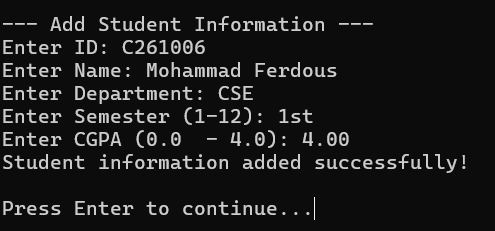 --- Add Student Information ---
Enter ID: C261006
Enter Name: Mohammad Ferdous
Enter Department: CSE
Enter Semester (1-12): 1st
Enter CGPA (0.0  - 4.0): 4.00
Student information added successfully!
Press Enter to continue...